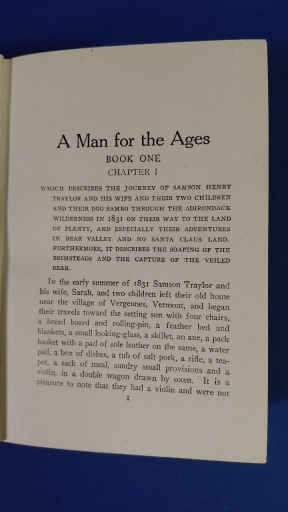 A Man for the Ages
BOOK ONE
CHAPTER I
WHICH DESCRIBES THE JOURNEY OF SAMSON HENRY
TRAYLOR AND HIS WIFE AND THEIR TWO CHILDREN
AND THEIR DOG SAMBO THROUGH THE ADIRONDACK
WILDERNESS IN 1831 ON THEIR WAY TO THE LAND
OF PLENTY, AND ESPECIALLY THEIR ADVENTURES
IN BEAR VALLEY AND NO SANTA CLAUS LAND.
FURTHERMORE, IT DESCRIBES THE SOAPING OF THE
BRIMSTEADS AND THE CAPTURE OF THE VEILED
BEAR.
In the early summer of 1831 Samson Traylor and
his wife, Sarah, and two children left their old home
near the village of Vergennes, Vermont, and began
their travels toward the setting sun with four chairs,
a bread board and rolling-pin, a feather bed and
blankets, a small looking-glass, a skillet, an axe, a pack
basket with a pad of sole leather on the same, a water
pail, a box of dishes, a tub of salt pork, a rifle, a tea-
pot, a sack of meal, sundry small provisions and a
violin, in a double wagon drawn by oxen. It is a
pleasure to note that they had a violin and were not
1